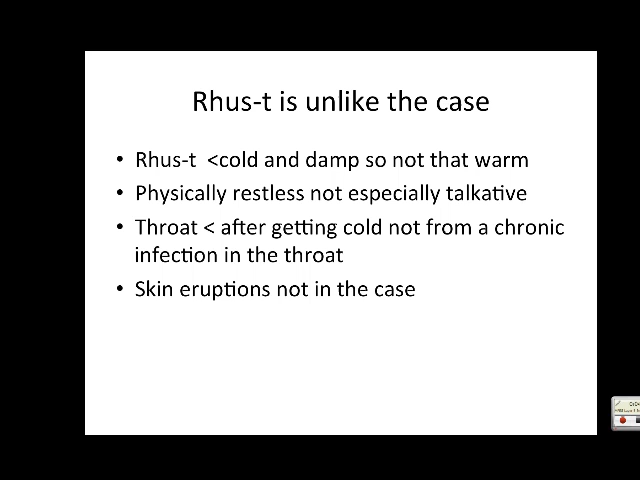 Rhus-t is unlike the case
• Rhus-t <cold and damp so not that warm
• Physically restless not especially talkative
• Throat < after getting cold not from a chronic
infection in the throat
• Skin eruptions not in the case